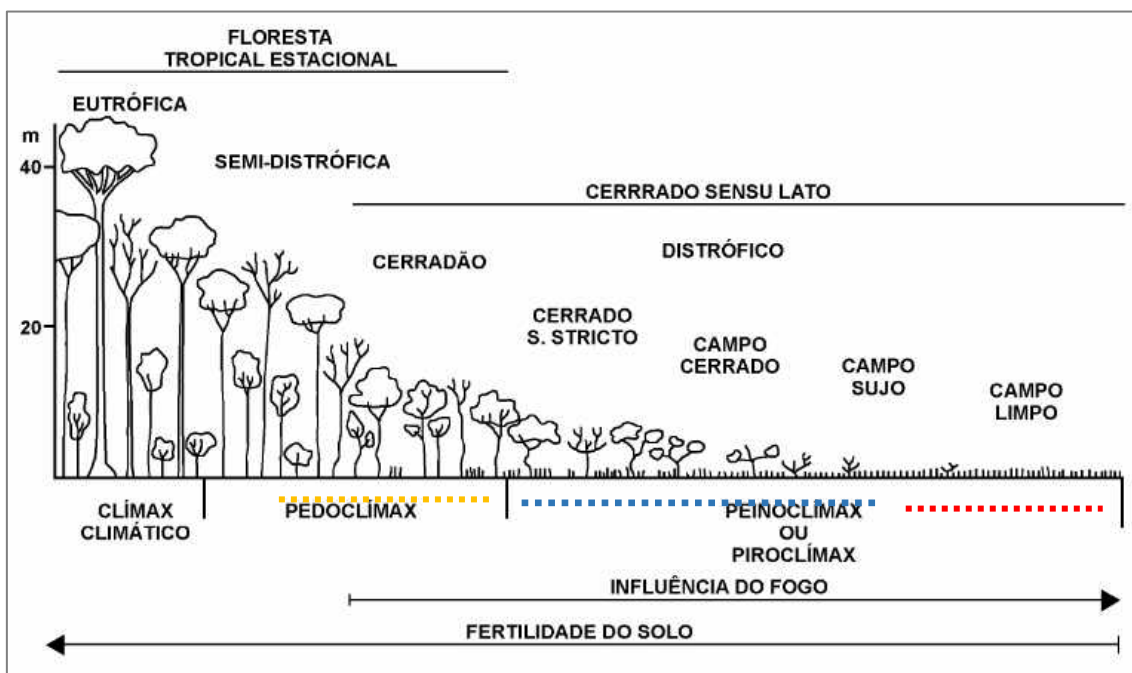 FLORESTA
TROPICAL ESTACIONAL
EUTRÓFICA
m
40
SEMI-DISTRÓFICA
CERRRADO SENSU LATO
CERRADÃO
DISTRÓFICO
20
CERRADO
S. STRICTO
CAMPO
CERRADO
CAMPO
SUJO
CAMPO
LIMPO
CLÍMAX
CLIMÁTICO
PEDOCLÍMAX
PEINOCLÍMAX
OU
PIROCLÍMAX
INFLUÊNCIA DO FOGO
FERTILIDADE DO SOLO